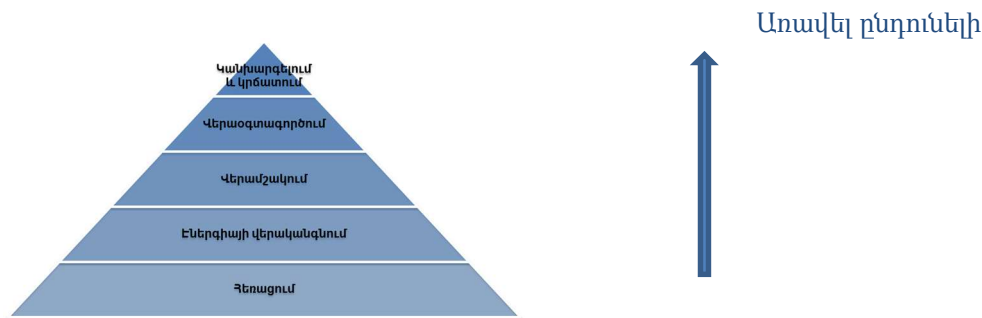 Առավել ընդունելի
Կանխարգելում
և կրճատում
Վերաօգտագործում
Վերամշակում
Էներգիայի վերականգնում
Հեռացում